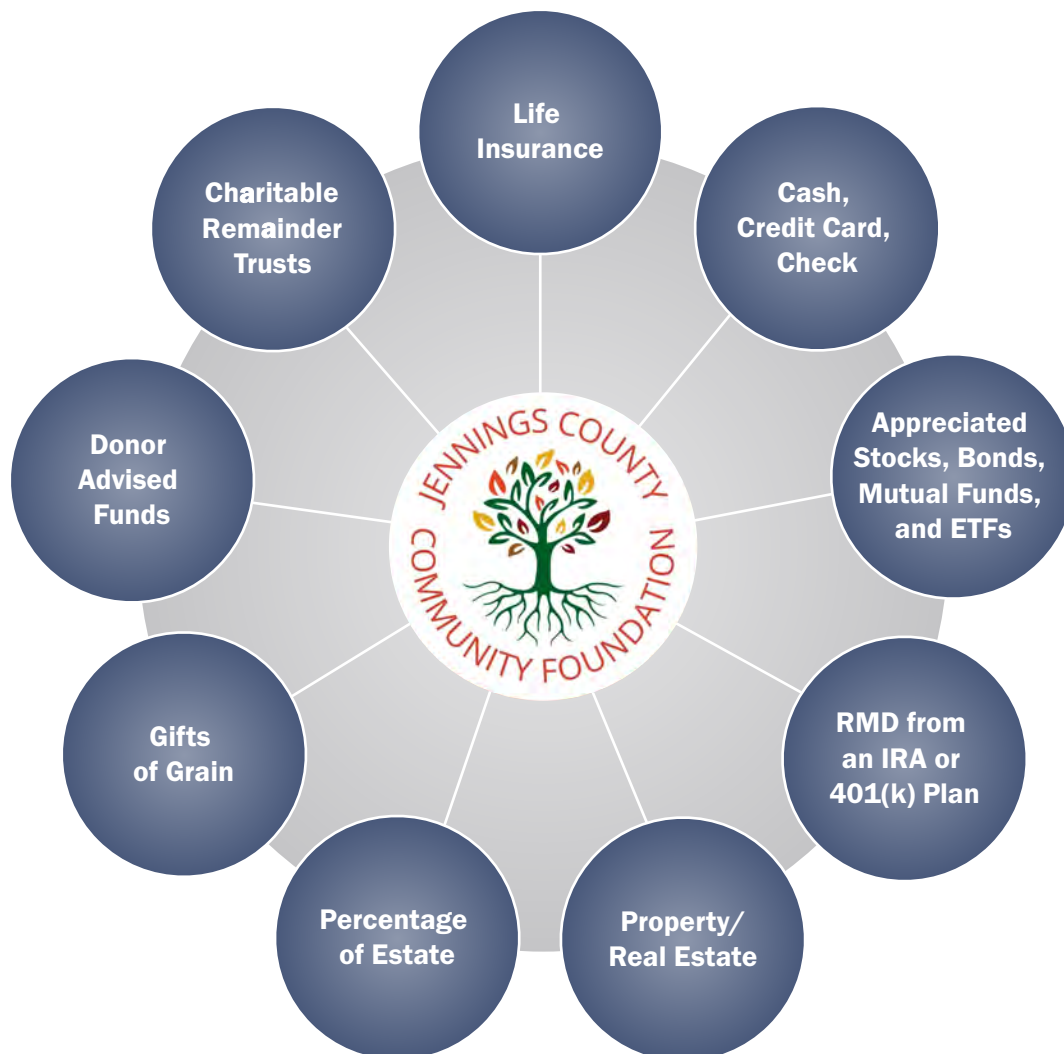 Life
Insurance
Cash,
Credit Card,
Check
Appreciated
Stocks, Bonds,
Mutual Funds,
and ETFs
RMD from
an IRA or
401(k) Plan
Property/
Real Estate
Percentage
of Estate
Gifts
of Grain
Donor
Advised
Funds
Charitable
Remainder
Trusts
JENNINGS COUNTY
COMMUNITY FOUNDATION